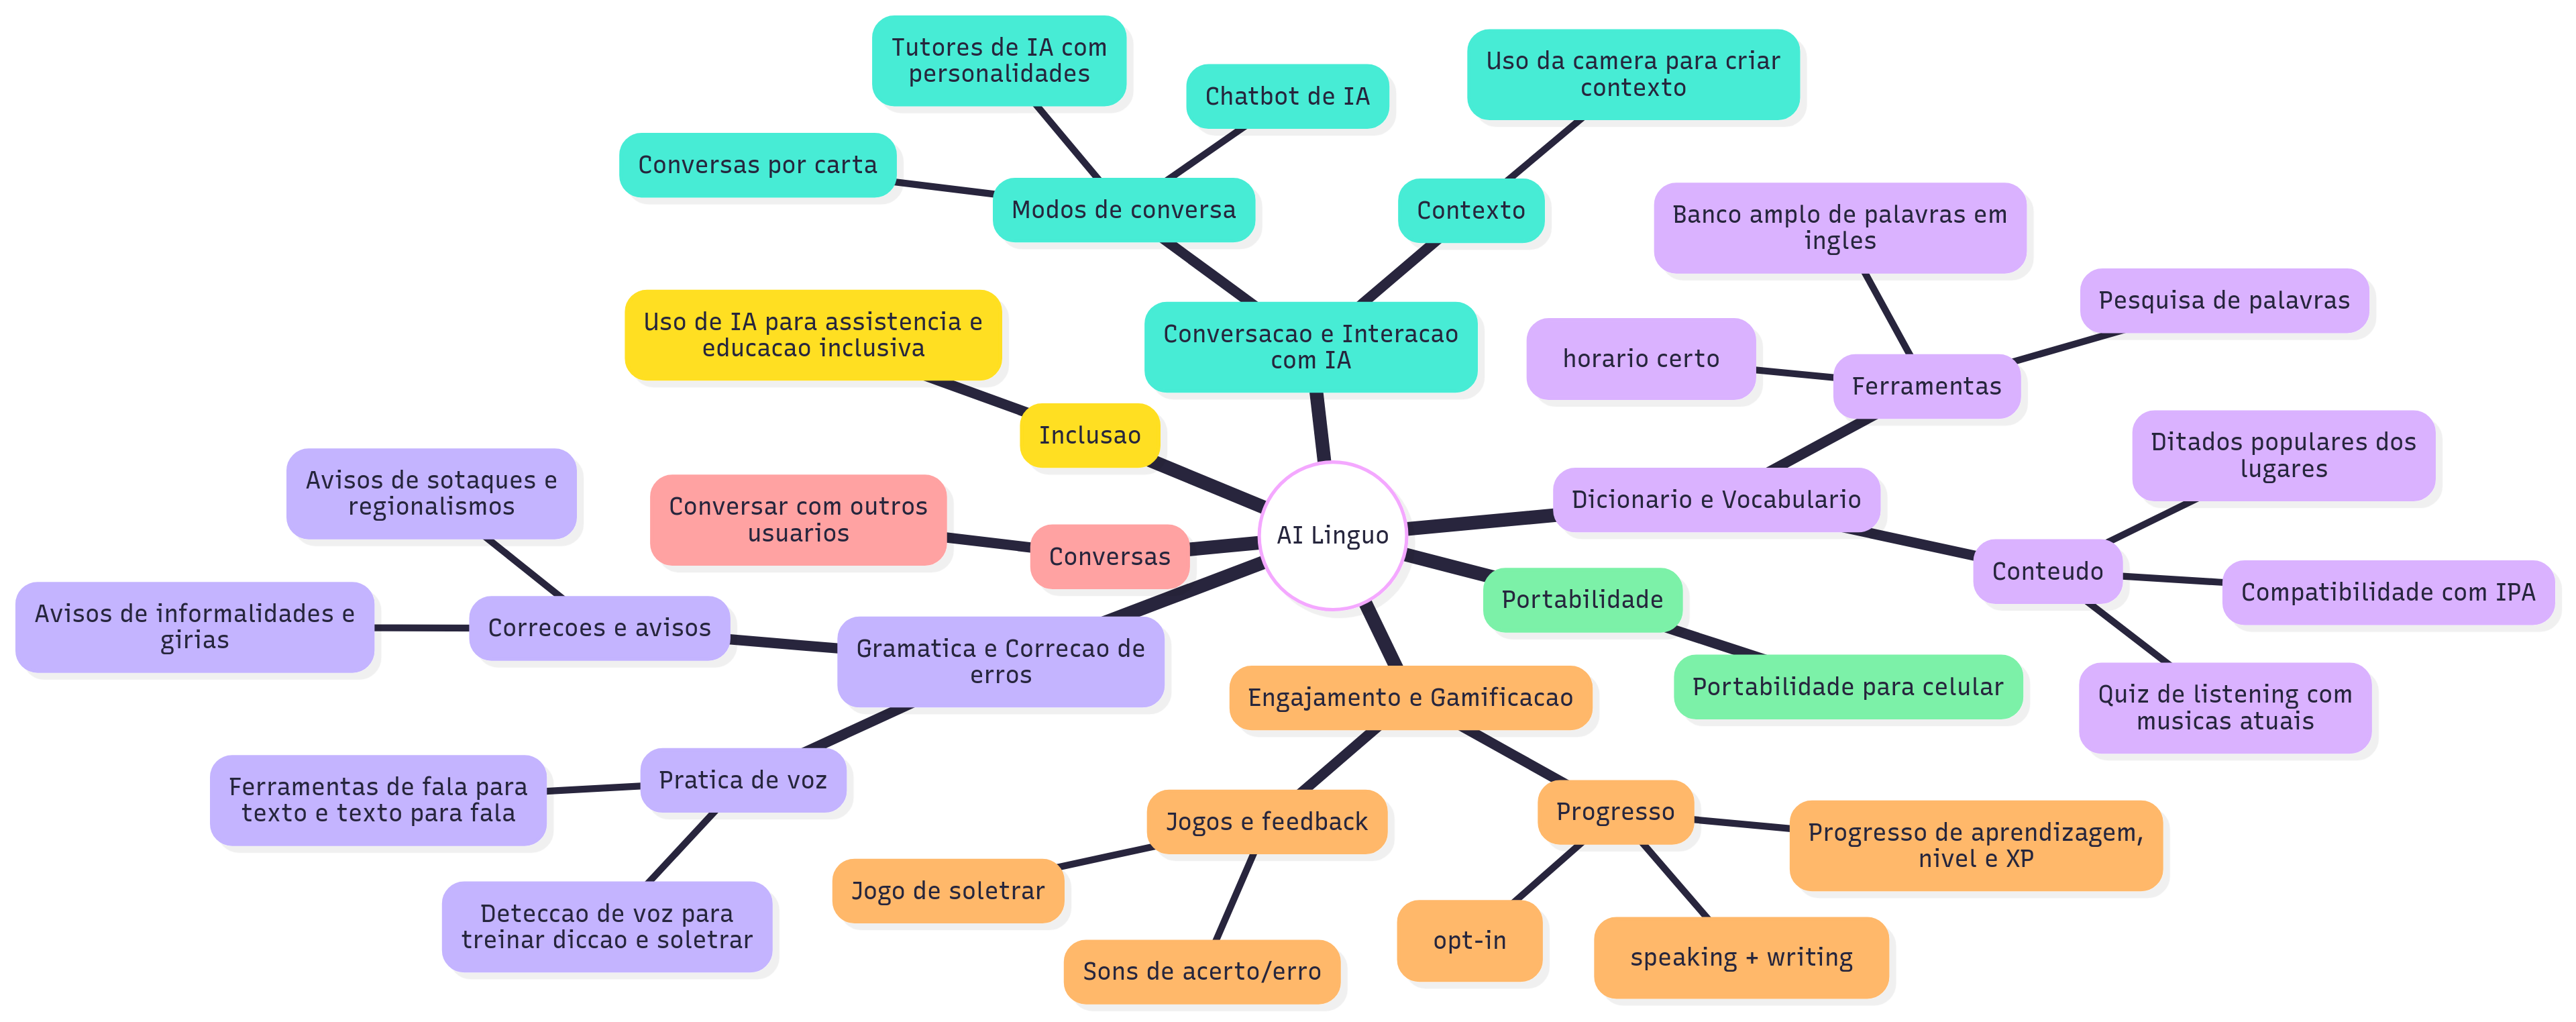 Tutores de IA com
personalidades
Chatbot de IA
Conversas por carta
Modos de conversa
Uso da camera para criar
contexto
Contexto
Conversacao e Interacao
com IA
Uso de IA para assistencia e
educacao inclusiva
Inclusao
Conversar com outros
usuarios
Conversas
AI Linguo
Banco amplo de palavras em
ingles
Pesquisa de palavras
horario certo
Ferramentas
Dicionario e Vocabulario
Ditados populares dos
lugares
Conteudo
Compatibilidade com IPA
Quiz de listening com
musicas atuais
Portabilidade
Portabilidade para celular
Avisos de sotaques e
regionalismos
Avisos de informalidades e
girias
Correcoes e avisos
Gramatica e Correcao de
erros
Pratica de voz
Ferramentas de fala para
texto e texto para fala
Deteccao de voz para
treinar diccao e soletrar
Engajamento e Gamificacao
Jogos e feedback
Jogo de soletrar
Sons de acerto/erro
Progresso
Progresso de aprendizagem,
nivel e XP
opt-in
speaking + writing